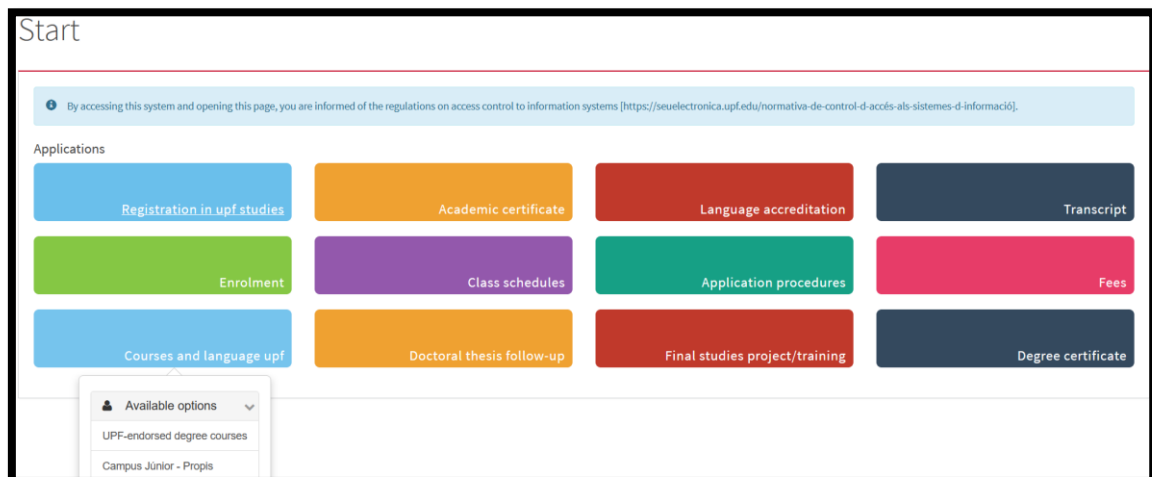 Start
By accessing this system and opening this page, you are informed of the regulations on access control to information systems [https://seuelectronica.upf.edu/normativa-de-control-d-accés-als-sistemes-d-informació].
Applications
Registration in upf studies
Academic certificate
Language accreditation
Transcript
Enrolment
Class schedules
Application procedures
Fees
Courses and language upf
Doctoral thesis follow-up
Final studies project/training
Degree certificate
Available options
UPF-endorsed degree courses
Campus Júnior - Propis